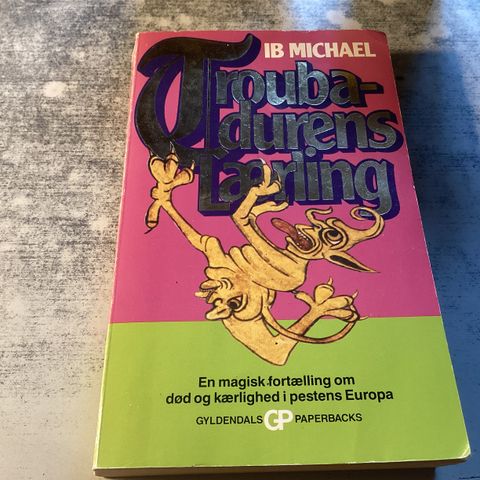 IB MICHAEL
Trouba-
durens
Lærling
En magisk fortælling om
død og kærlighed i pestens Europa
GYLDENDALS GP PAPERBACKS